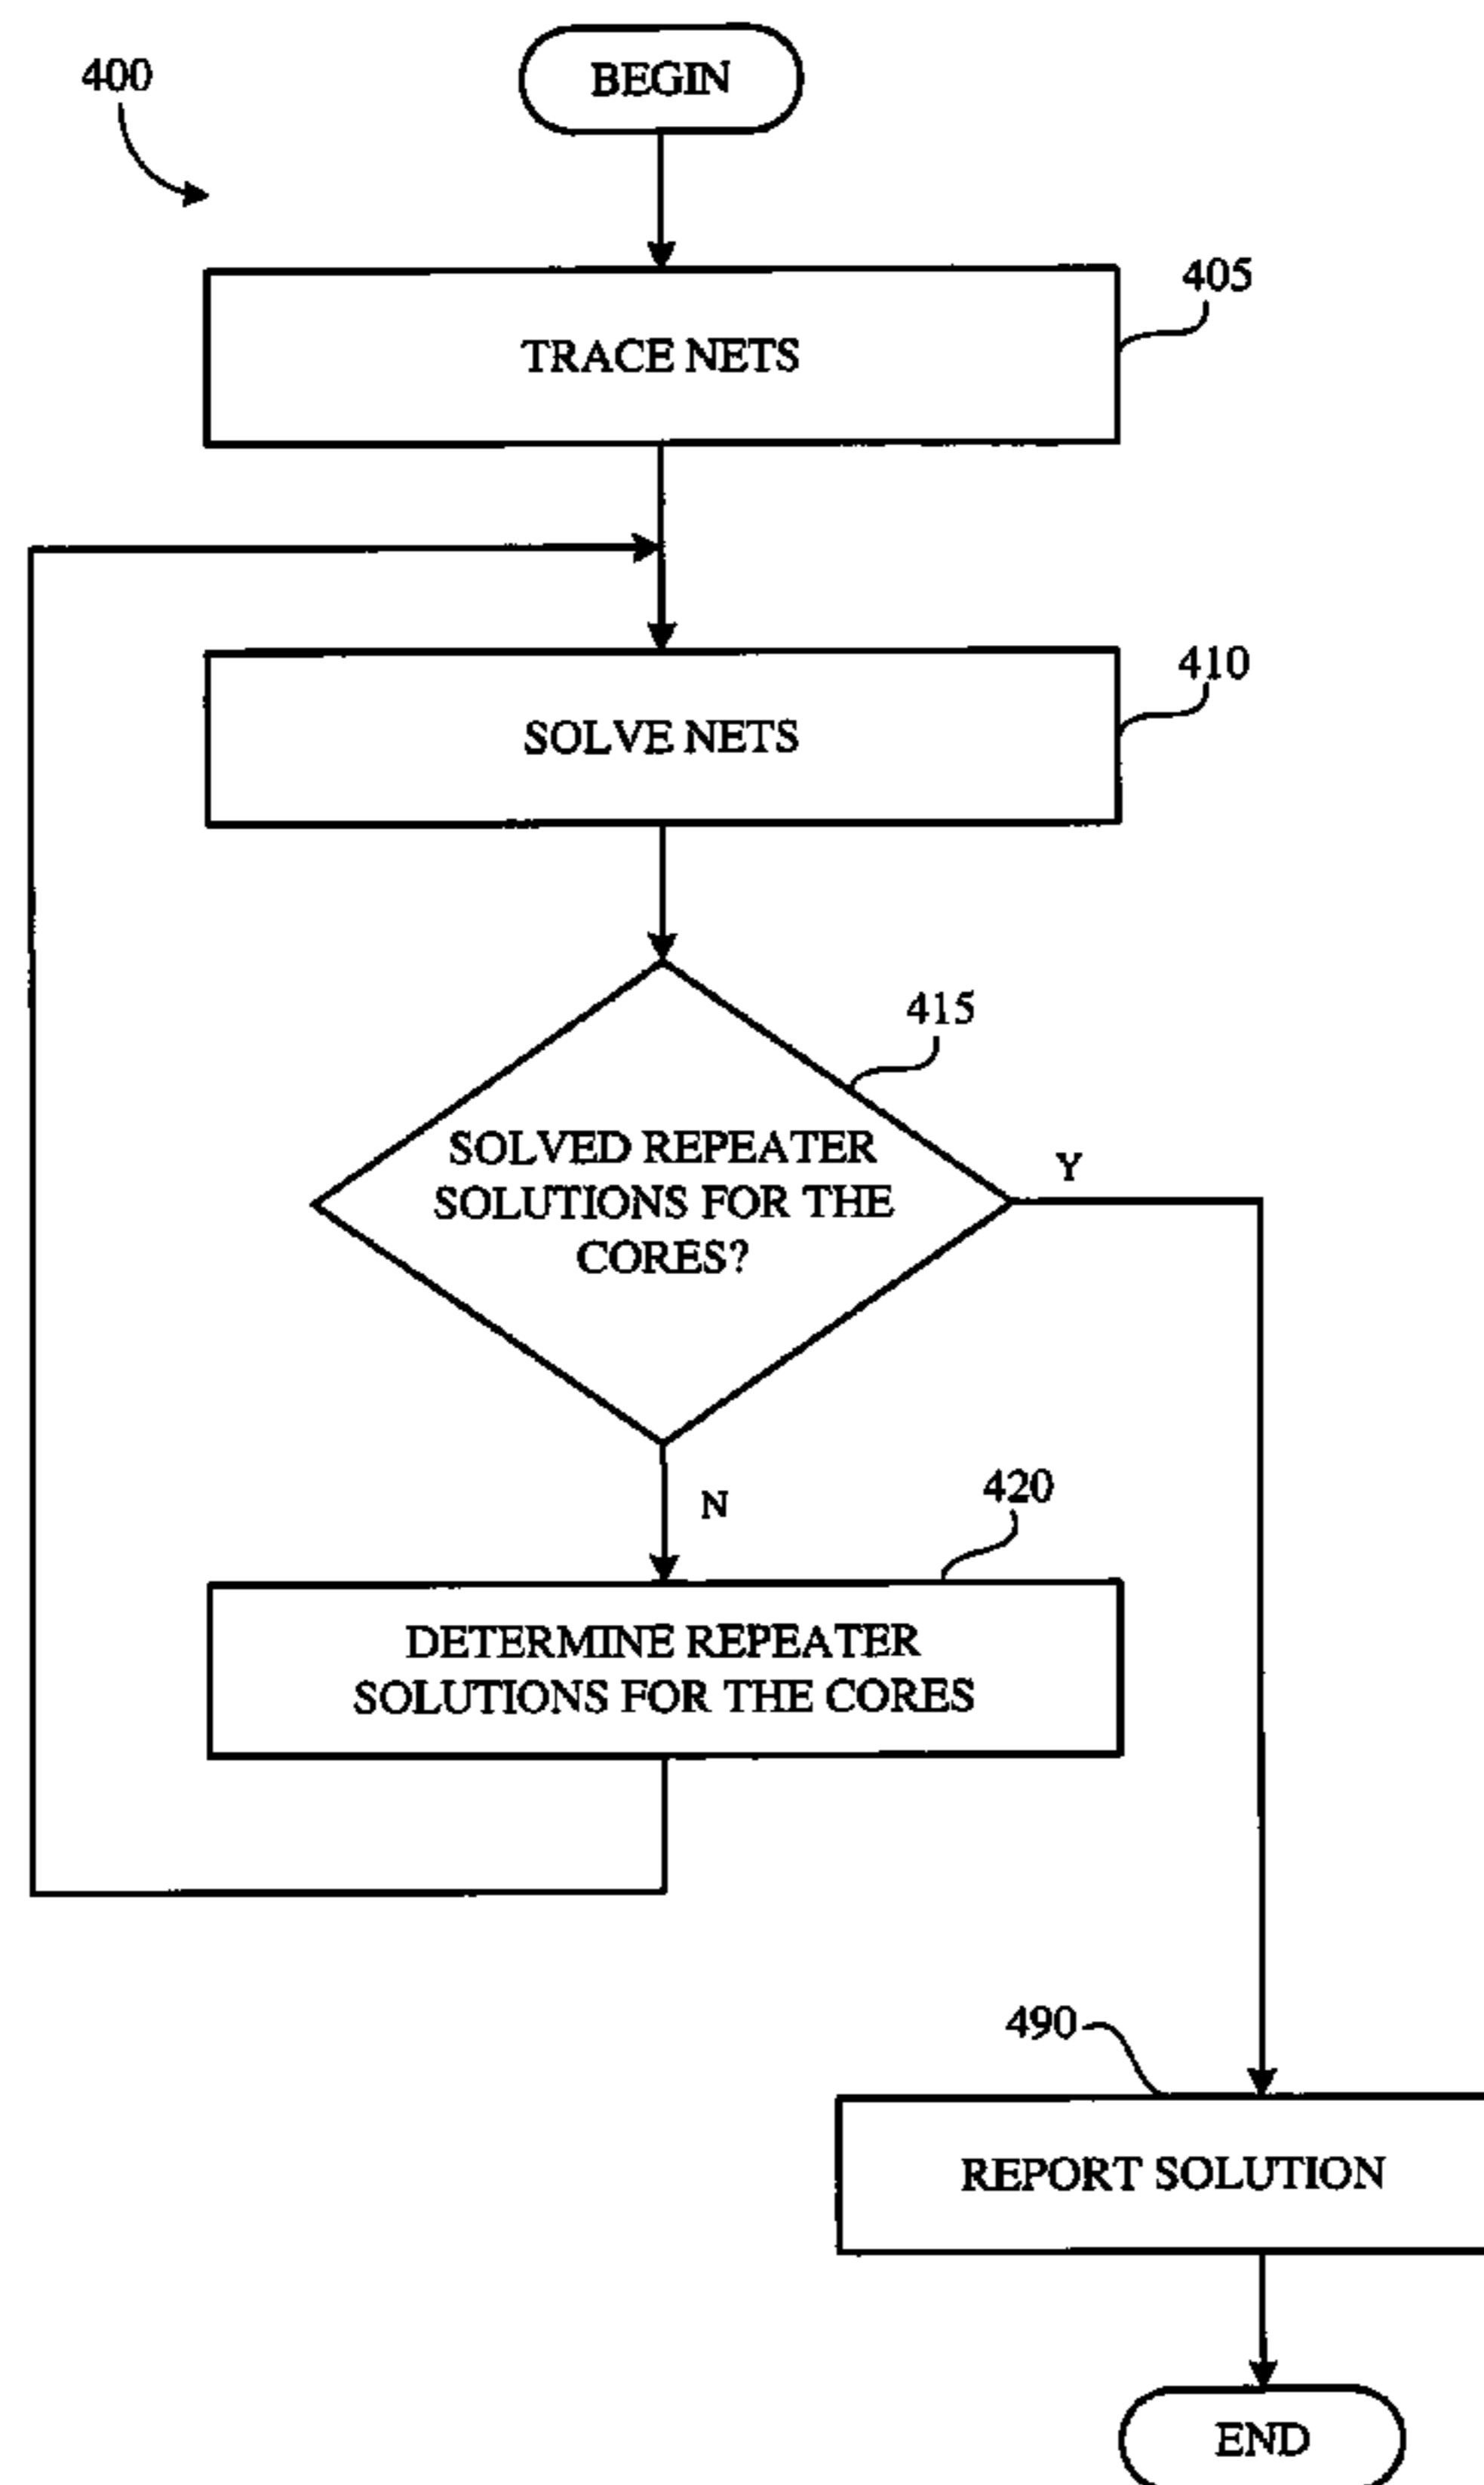 400
BEGIN
405
TRACE NETS
410
SOLVE NETS
415
SOLVED REPEATER
SOLUTIONS FOR THE
CORES?
Y
N
420
DETERMINE REPEATER
SOLUTIONS FOR THE CORES
490
REPORT SOLUTION
END